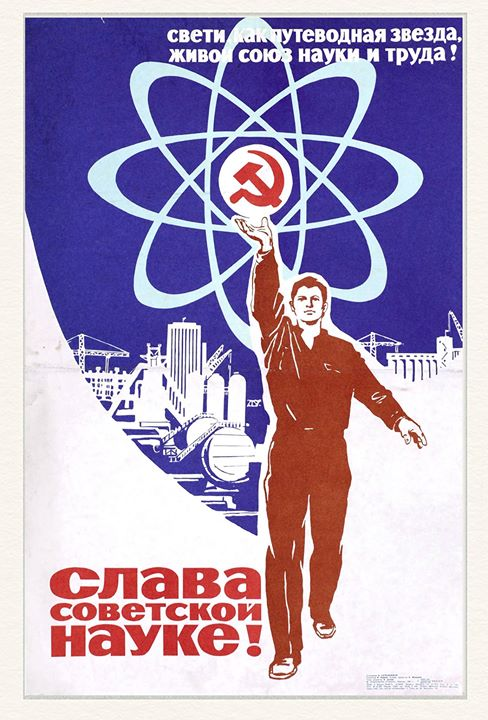 свети, как путеводная звезда,
живой союз науки и труда!
слава
советской
науке!